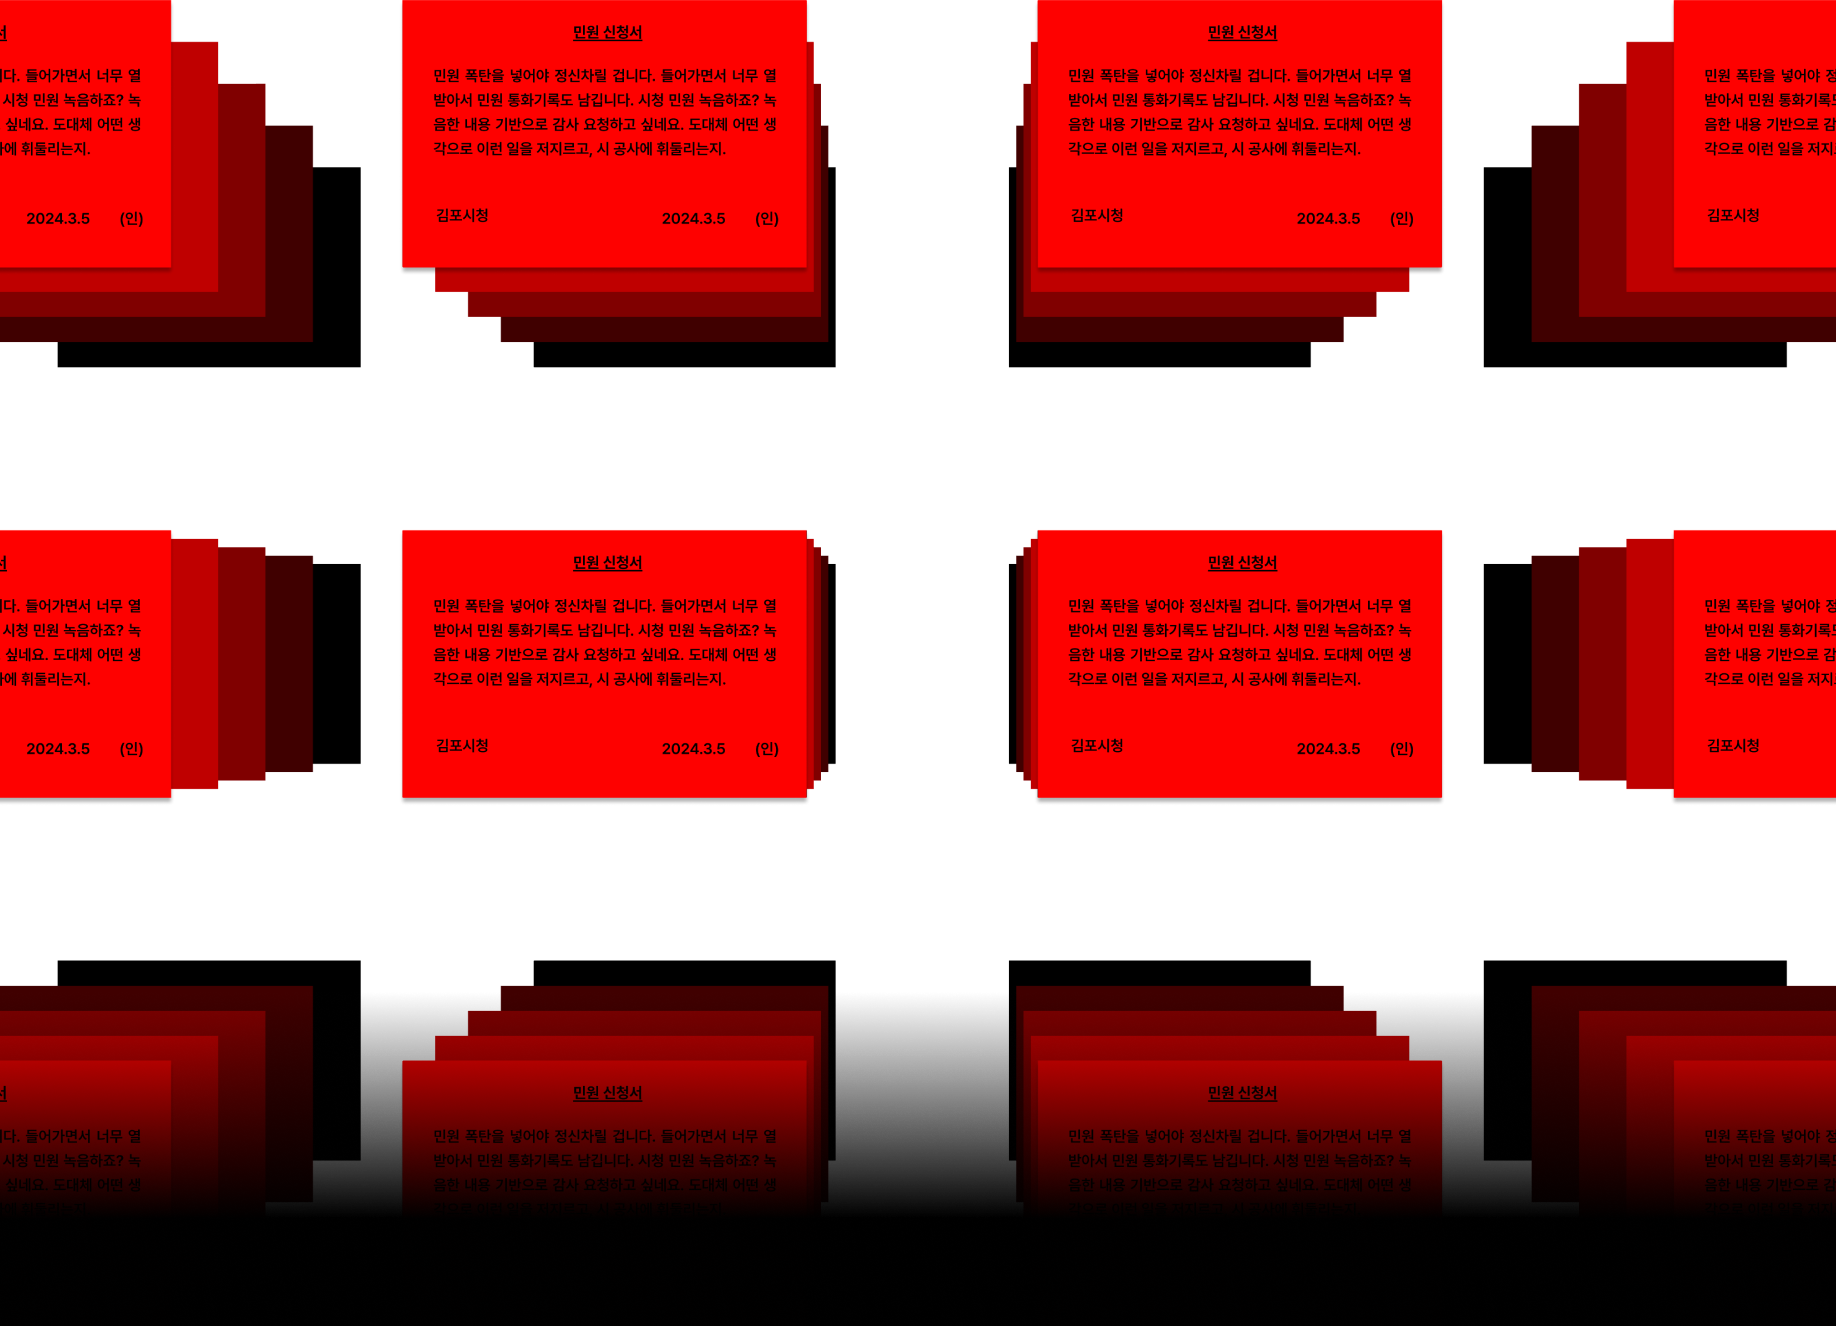 서
민원 신청서
민원 신청서
다. 들어가면서 너무 열
시청 민원 녹음하죠? 녹
싶네요. 도대체 어떤 생
에 휘둘리는지.
2024.3.5 (인)
민원 폭탄을 넣어야 정신차릴 겁니다. 들어가면서 너무 열
받아서 민원 통화기록도 남깁니다. 시청 민원 녹음하죠? 녹
음한 내용 기반으로 감사 요청하고 싶네요. 도대체 어떤 생
각으로 이런 일을 저지르고, 시 공사에 휘둘리는지.
김포시청 2024.3.5 (인)
민원 폭탄을 넣어야 정신차릴 겁니다. 들어가면서 너무 열
받아서 민원 통화기록도 남깁니다. 시청 민원 녹음하죠? 녹
음한 내용 기반으로 감사 요청하고 싶네요. 도대체 어떤 생
각으로 이런 일을 저지르고, 시 공사에 휘둘리는지.
김포시청 2024.3.5 (인)
민원 폭탄을 넣어야 정
받아서 민원 통화기록도
음한 내용 기반으로 감
각으로 이런 일을 저지
김포시청
서
민원 신청서
민원 신청서
다. 들어가면서 너무 열
시청 민원 녹음하죠? 녹
싶네요. 도대체 어떤 생
에 휘둘리는지.
2024.3.5 (인)
민원 폭탄을 넣어야 정신차릴 겁니다. 들어가면서 너무 열
받아서 민원 통화기록도 남깁니다. 시청 민원 녹음하죠? 녹
음한 내용 기반으로 감사 요청하고 싶네요. 도대체 어떤 생
각으로 이런 일을 저지르고, 시 공사에 휘둘리는지.
김포시청 2024.3.5 (인)
민원 폭탄을 넣어야 정신차릴 겁니다. 들어가면서 너무 열
받아서 민원 통화기록도 남깁니다. 시청 민원 녹음하죠? 녹
음한 내용 기반으로 감사 요청하고 싶네요. 도대체 어떤 생
각으로 이런 일을 저지르고, 시 공사에 휘둘리는지.
김포시청 2024.3.5 (인)
민원 폭탄을 넣어야 정
받아서 민원 통화기록도
음한 내용 기반으로 감
각으로 이런 일을 저지
김포시청
서
민원 신청서
민원 신청서
다. 들어가면서 너무 열
시청 민원 녹음하죠? 녹
싶네요. 도대체 어떤 생
민원 폭탄을 넣어야 정신차릴 겁니다. 들어가면서 너무 열
받아서 민원 통화기록도 남깁니다. 시청 민원 녹음하죠? 녹
음한 내용 기반으로 감사 요청하고 싶네요. 도대체 어떤 생
민원 폭탄을 넣어야 정신차릴 겁니다. 들어가면서 너무 열
받아서 민원 통화기록도 남깁니다. 시청 민원 녹음하죠? 녹
음한 내용 기반으로 감사 요청하고 싶네요. 도대체 어떤 생
민원 폭탄을 넣어야 정
받아서 민원 통화기록도
음한 내용 기반으로 감